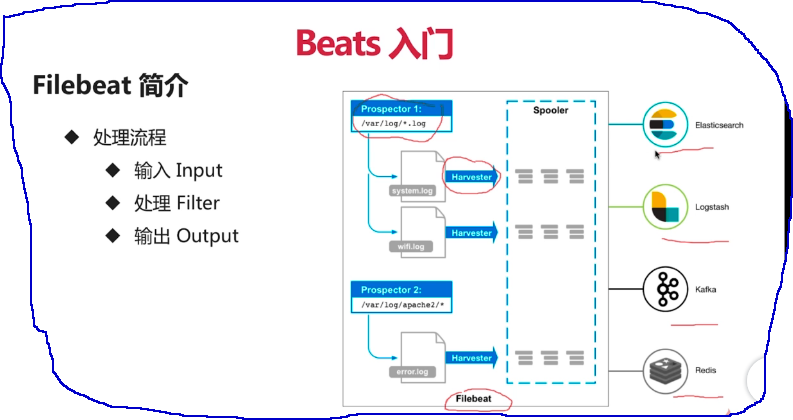 Beats 入门
Filebeat 简介
处理流程
输入 Input
处理 Filter
输出 Output
Prospector 1:
/var/log/*.log
system.log
Harvester
wifi.log
Harvester
Prospector 2:
/var/log/apache2/*
error.log
Harvester
Spooler
Filebeat
Elasticsearch
Logstash
Kafka
Redis